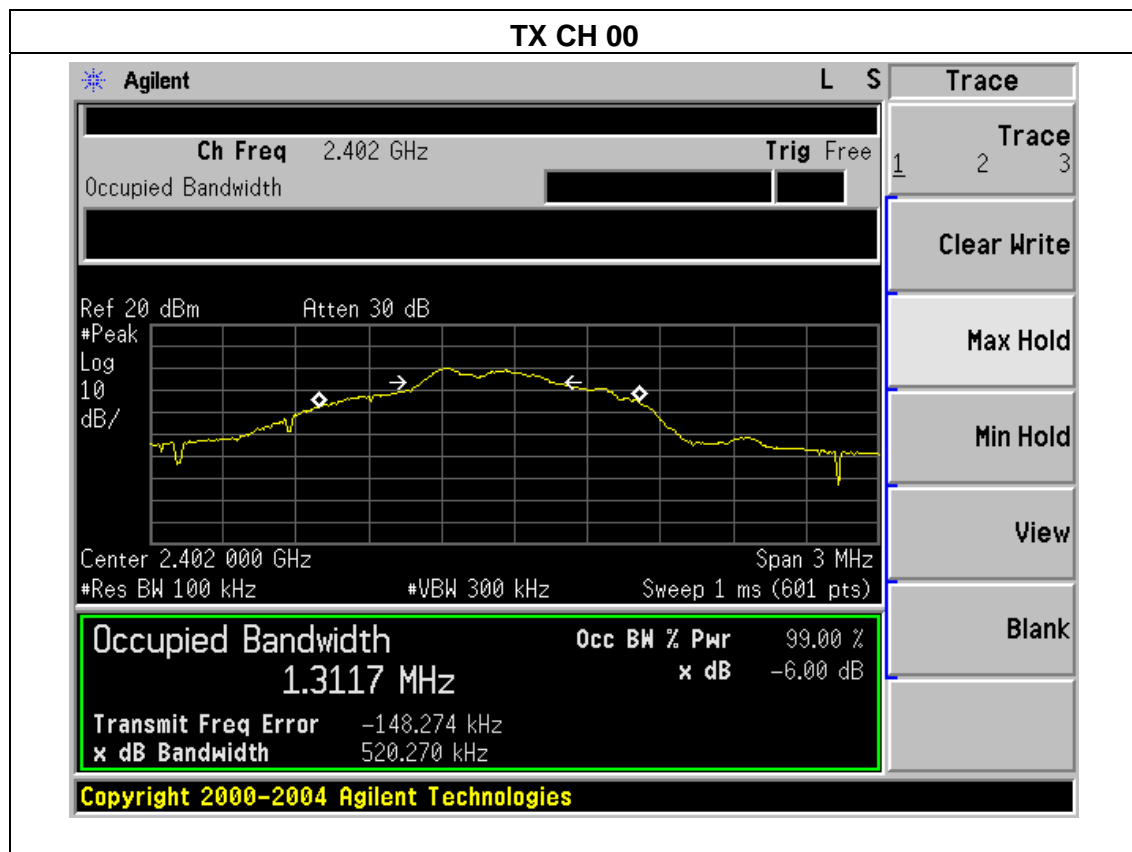 TX CH 00
Agilent L S Trace
Ch Freq 2.402 GHz Trig Free
Occupied Bandwidth
Trace
1 2 3
Clear Write
Max Hold
Min Hold
View
Blank
Ref 20 dBm Atten 30 dB
#Peak
Log
10
dB/
Center 2.402 000 GHz Span 3 MHz
#Res BW 100 kHz #VBW 300 kHz Sweep 1 ms (601 pts)
Occupied Bandwidth Occ BW % Pwr 99.00 %
1.3117 MHz x dB -6.00 dB
Transmit Freq Error -148.274 kHz
x dB Bandwidth 520.270 kHz
Copyright 2000-2004 Agilent Technologies